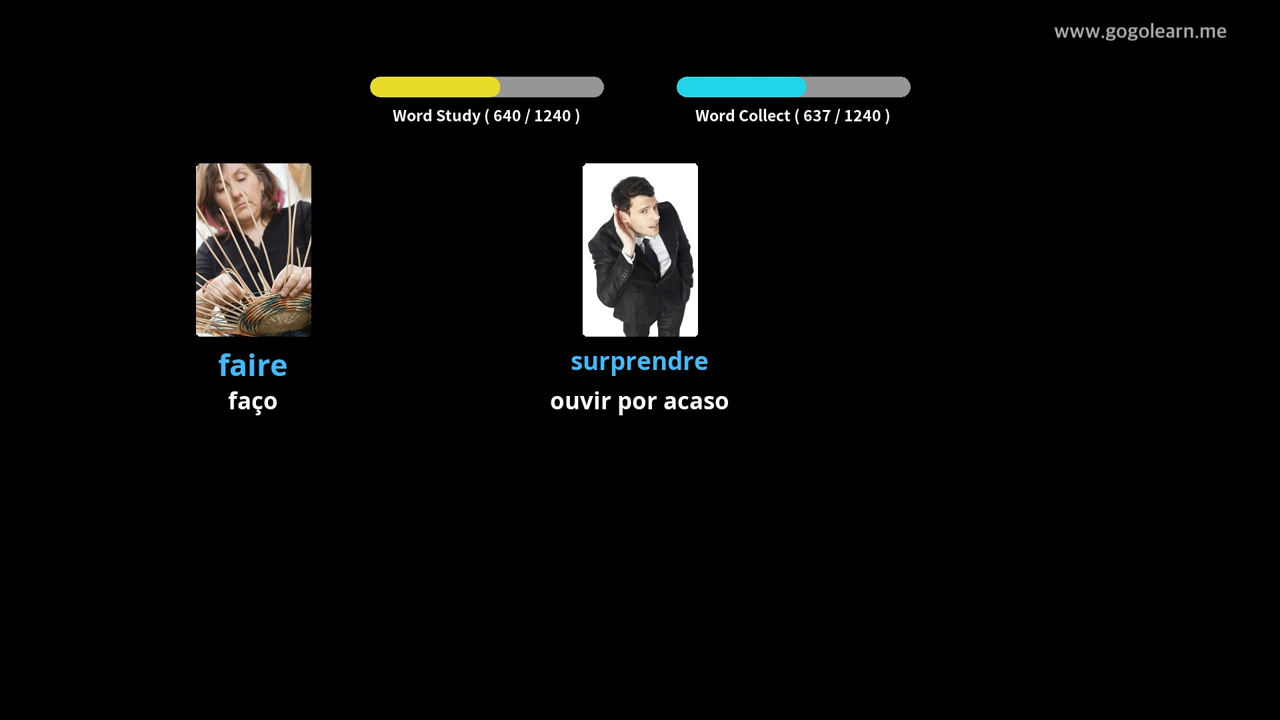 www.gogolearn.me
Word Study ( 640 / 1240 )
Word Collect ( 637 / 1240 )
faire
faço
surprendre
ouvir por acaso